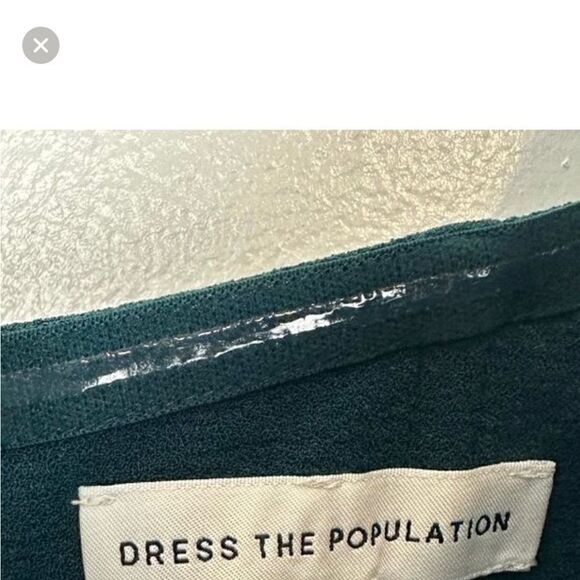 DRESS THE POPULATION